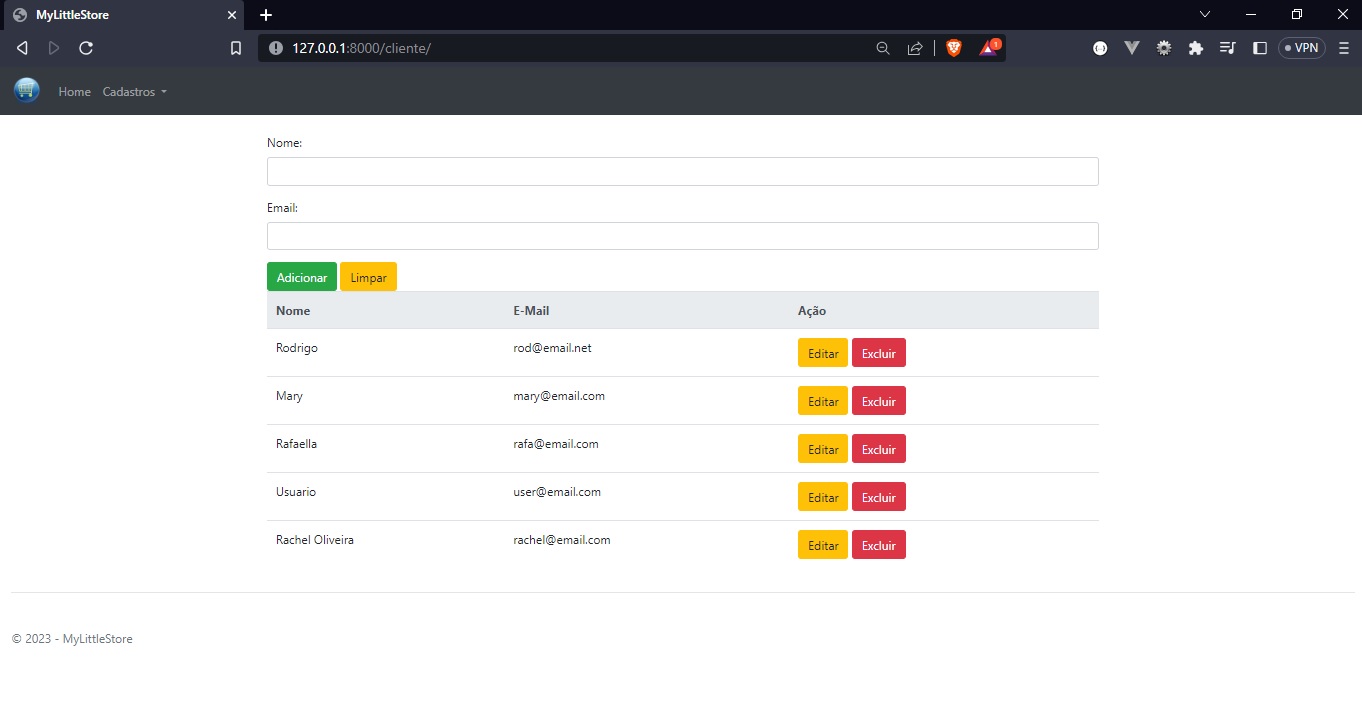 MyLittleStore
127.0.0.1:8000/cliente/
1
VPN
Home Cadastros
Nome:
Email:
Adicionar Limpar
Nome E-Mail Ação
Rodrigo rod@email.net Editar Excluir
Mary mary@email.com Editar Excluir
Rafaella rafa@email.com Editar Excluir
Usuario user@email.com Editar Excluir
Rachel Oliveira rachel@email.com Editar Excluir
© 2023 - MyLittleStore